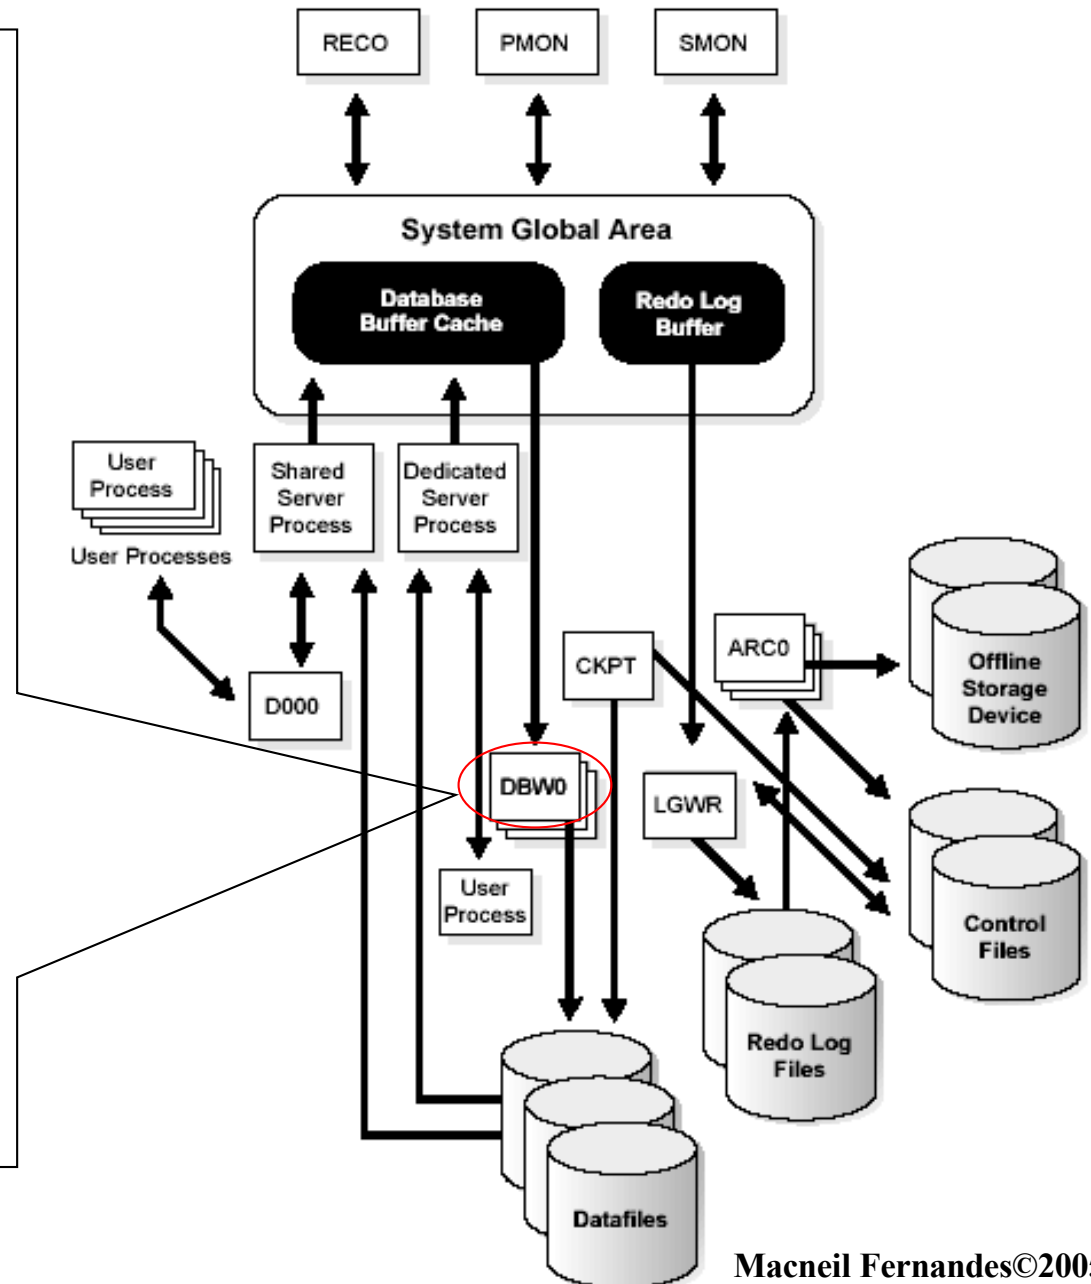 RECO
PMON
SMON
System Global Area
Database
Buffer Cache
Redo Log
Buffer
User
Process
User Processes
Shared
Server
Process
Dedicated
Server
Process
D000
CKPT
ARC0
Offline
Storage
Device
DBW0
LGWR
User
Process
Control
Files
Redo Log
Files
Datafiles
Macneil Fernandes©